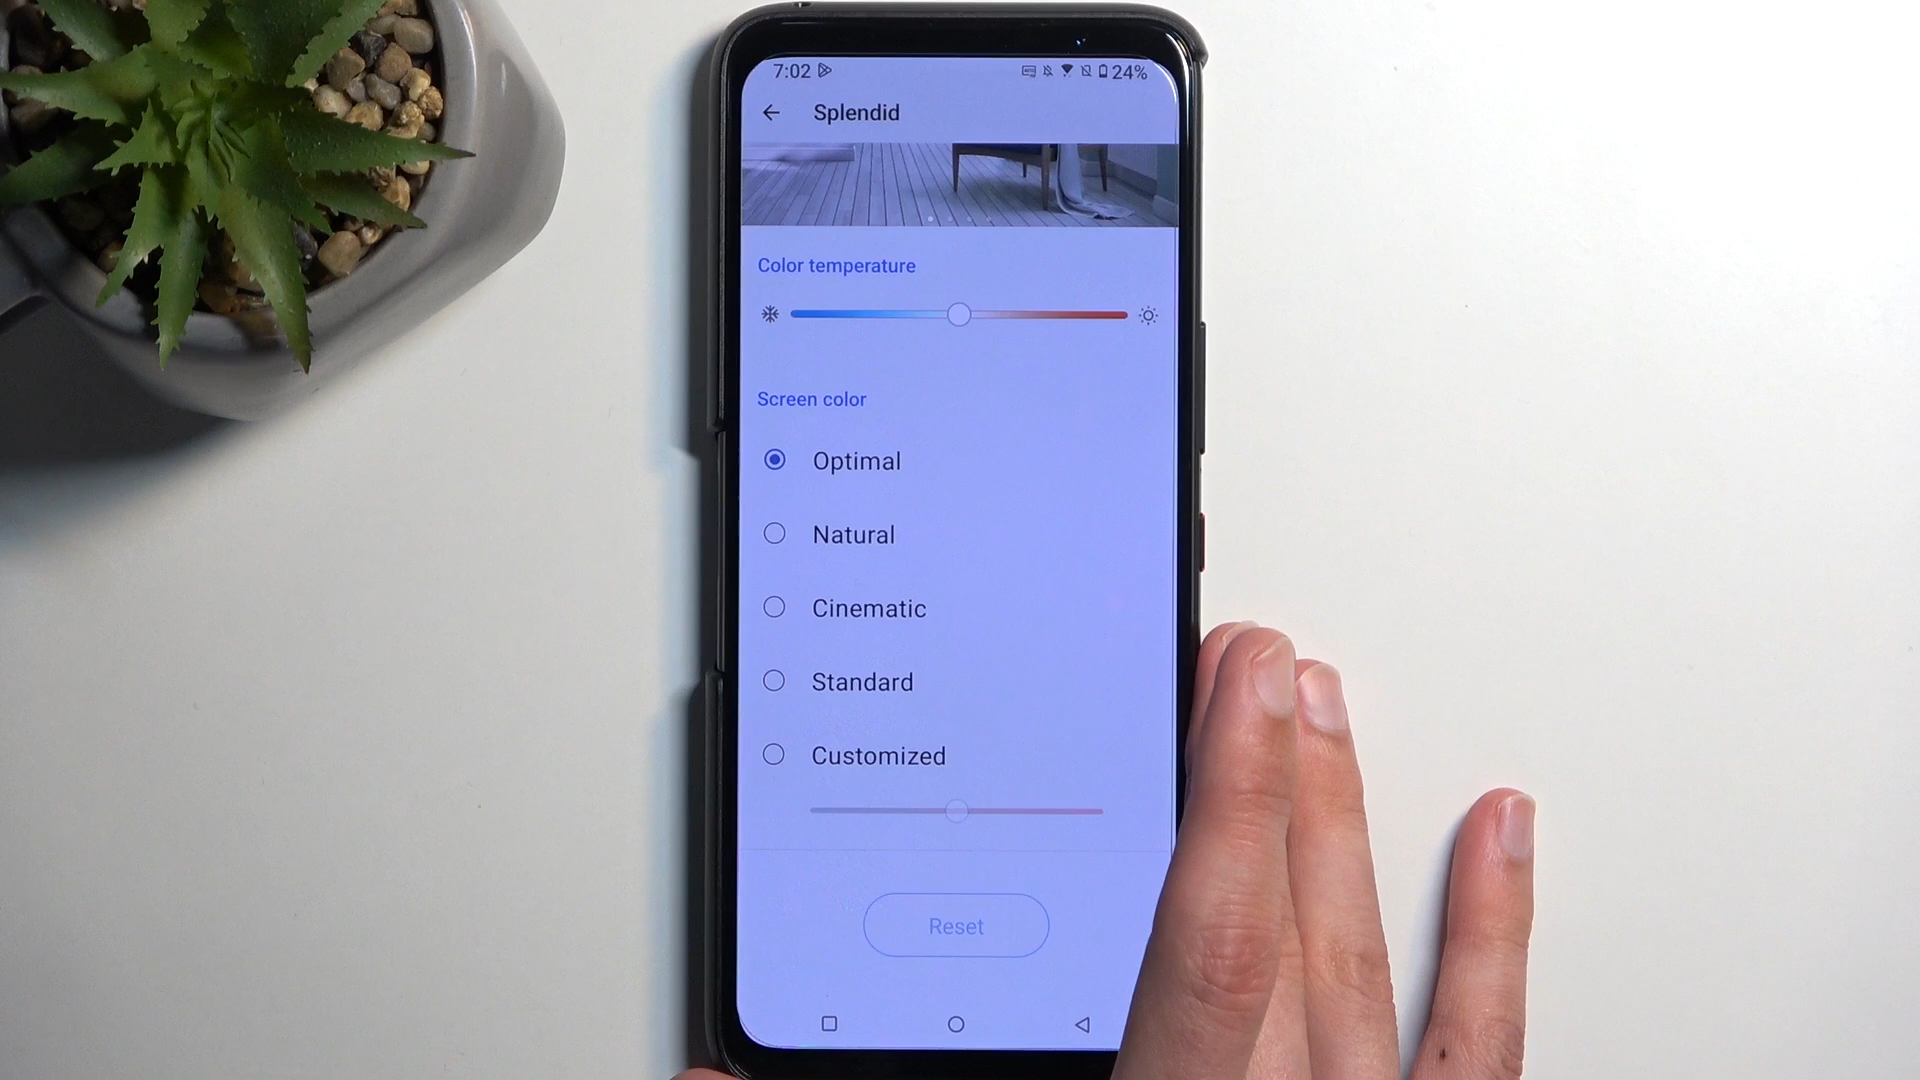 7:02 24%
Splendid
Color temperature
Screen color
Optimal
Natural
Cinematic
Standard
Customized
Reset